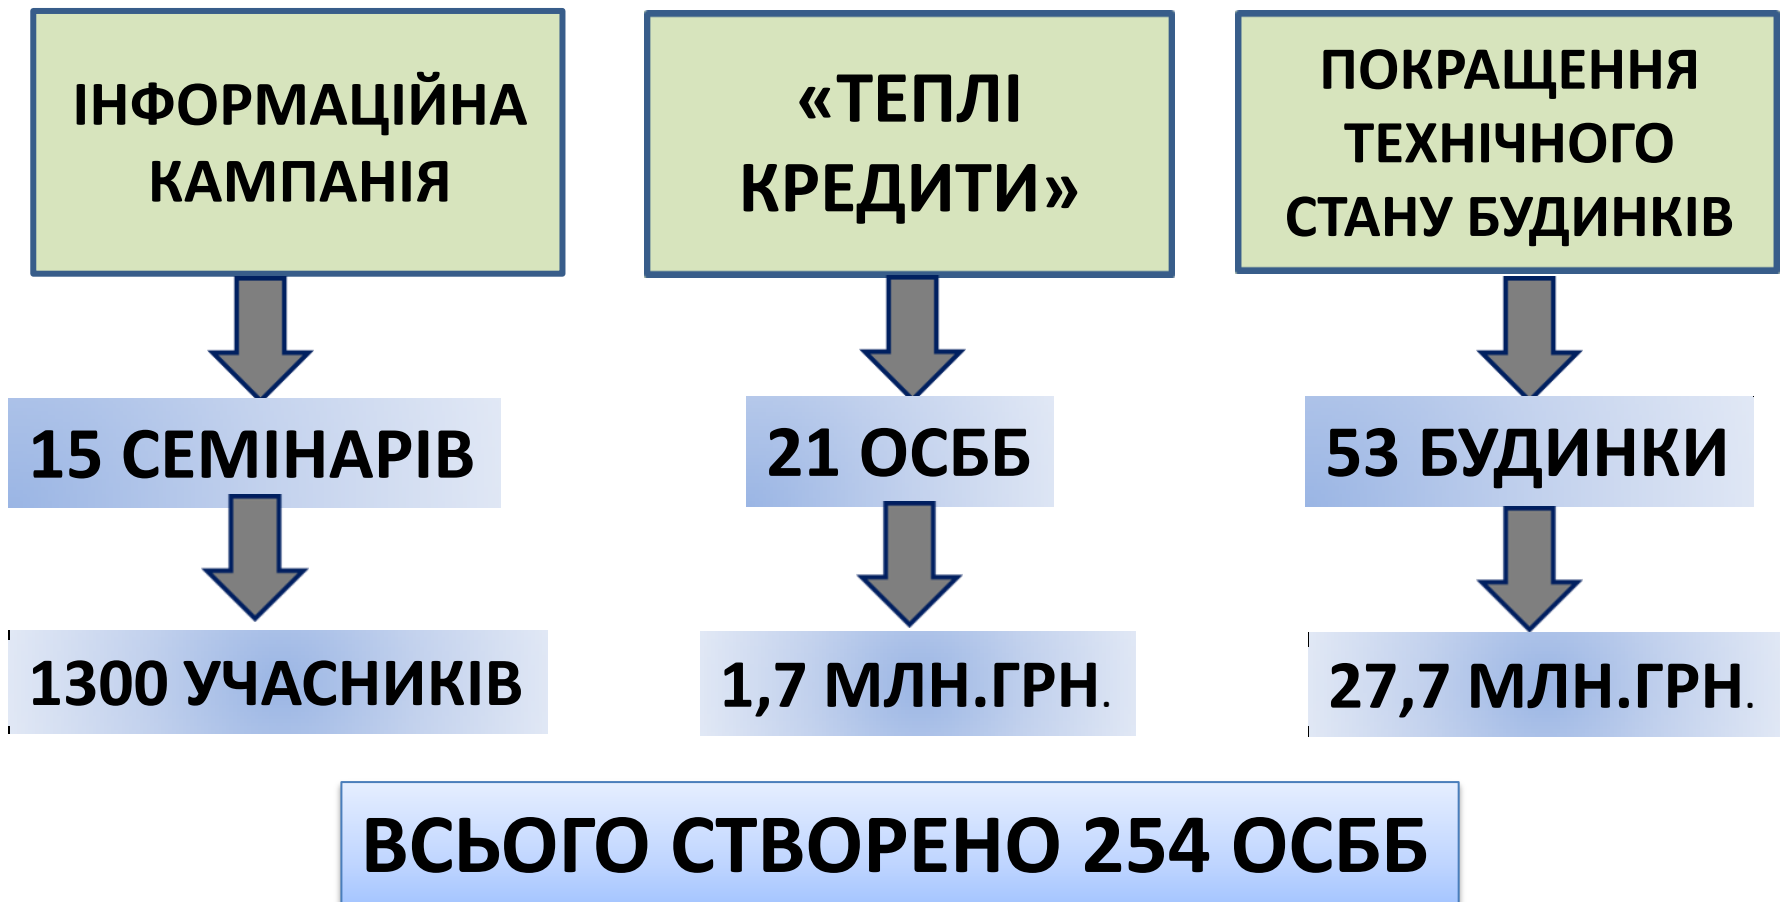 ІНФОРМАЦІЙНА
КАМПАНІЯ
15 СЕМІНАРІВ
1300 УЧАСНИКІВ
«ТЕПЛІ
КРЕДИТИ»
21 ОСББ
1,7 МЛН.ГРН.
ПОКРАЩЕННЯ
ТЕХНІЧНОГО
СТАНУ БУДИНКІВ
53 БУДИНКИ
27,7 МЛН.ГРН.
ВСЬОГО СТВОРЕНО 254 ОСББ